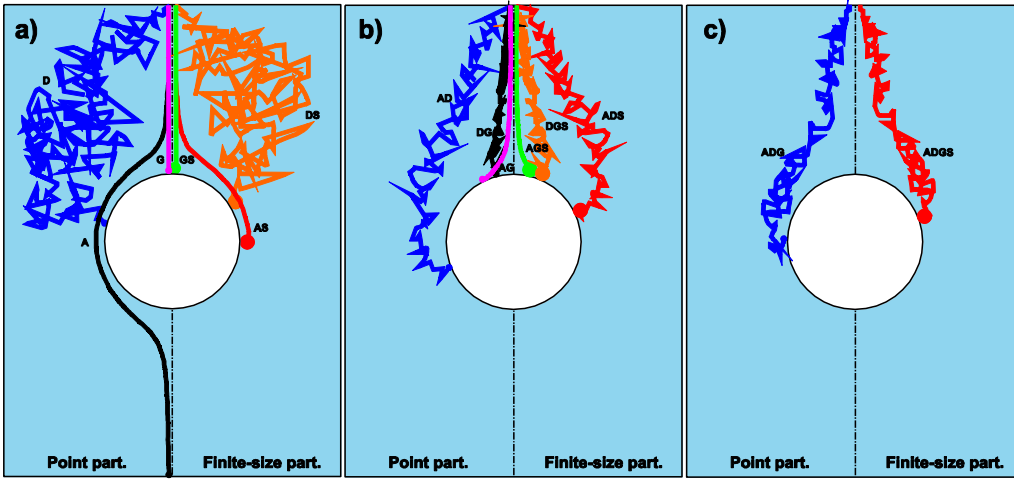 a)
D
DS
G GS
A
AS
Point part. Finite-size part.
b)
AD
ADS
DG
DGS
AGS
AG
Point part. Finite-size part.
c)
ADG
ADGS
Point part. Finite-size part.